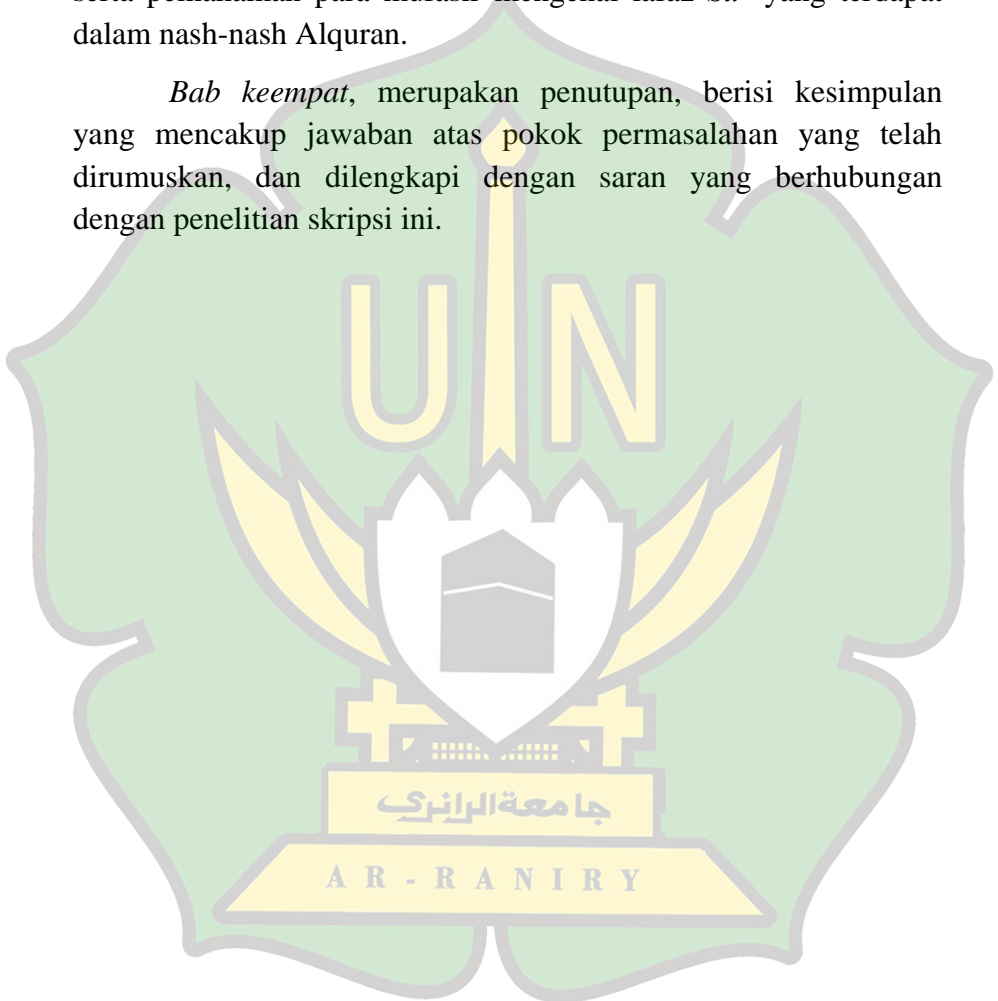 dalam nash-nash Alquran.
Bab keempat, merupakan penutupan, berisi kesimpulan
yang mencakup jawaban atas pokok permasalahan yang telah
dirumuskan, dan dilengkapi dengan saran yang berhubungan
dengan penelitian skripsi ini.
UIN
جامعة الرانري
AR-RANIRY